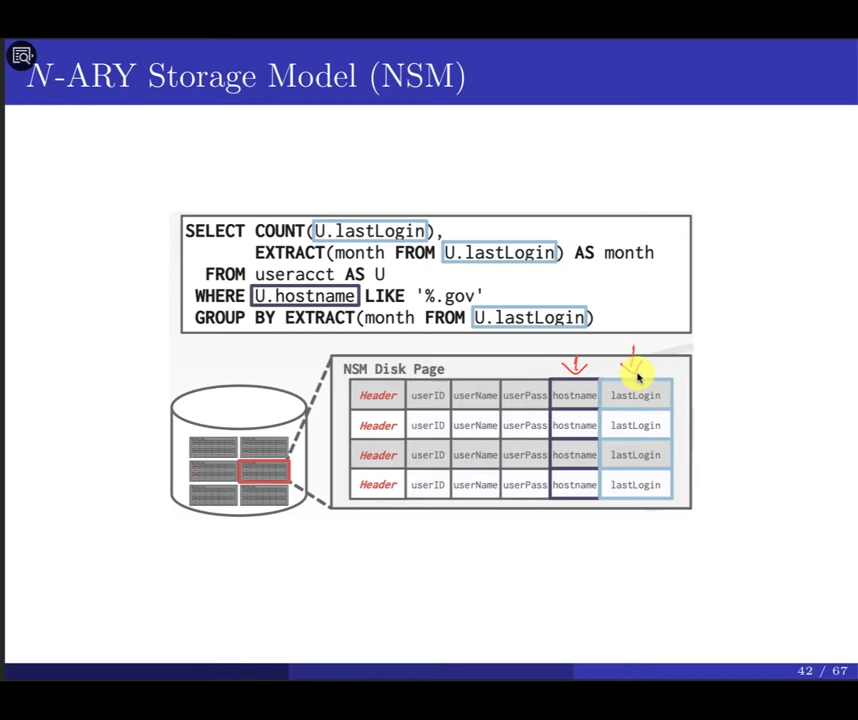 N-ARY Storage Model (NSM)
SELECT COUNT(U.lastLogin),
EXTRACT(month FROM U.lastLogin) AS month
FROM useracct AS U
WHERE U.hostname LIKE '%.gov'
GROUP BY EXTRACT(month FROM U.lastLogin)
NSM Disk Page
Header userID userName userPass hostname lastLogin
Header userID userName userPass hostname lastLogin
Header userID userName userPass hostname lastLogin
Header userID userName userPass hostname lastLogin
42 / 67